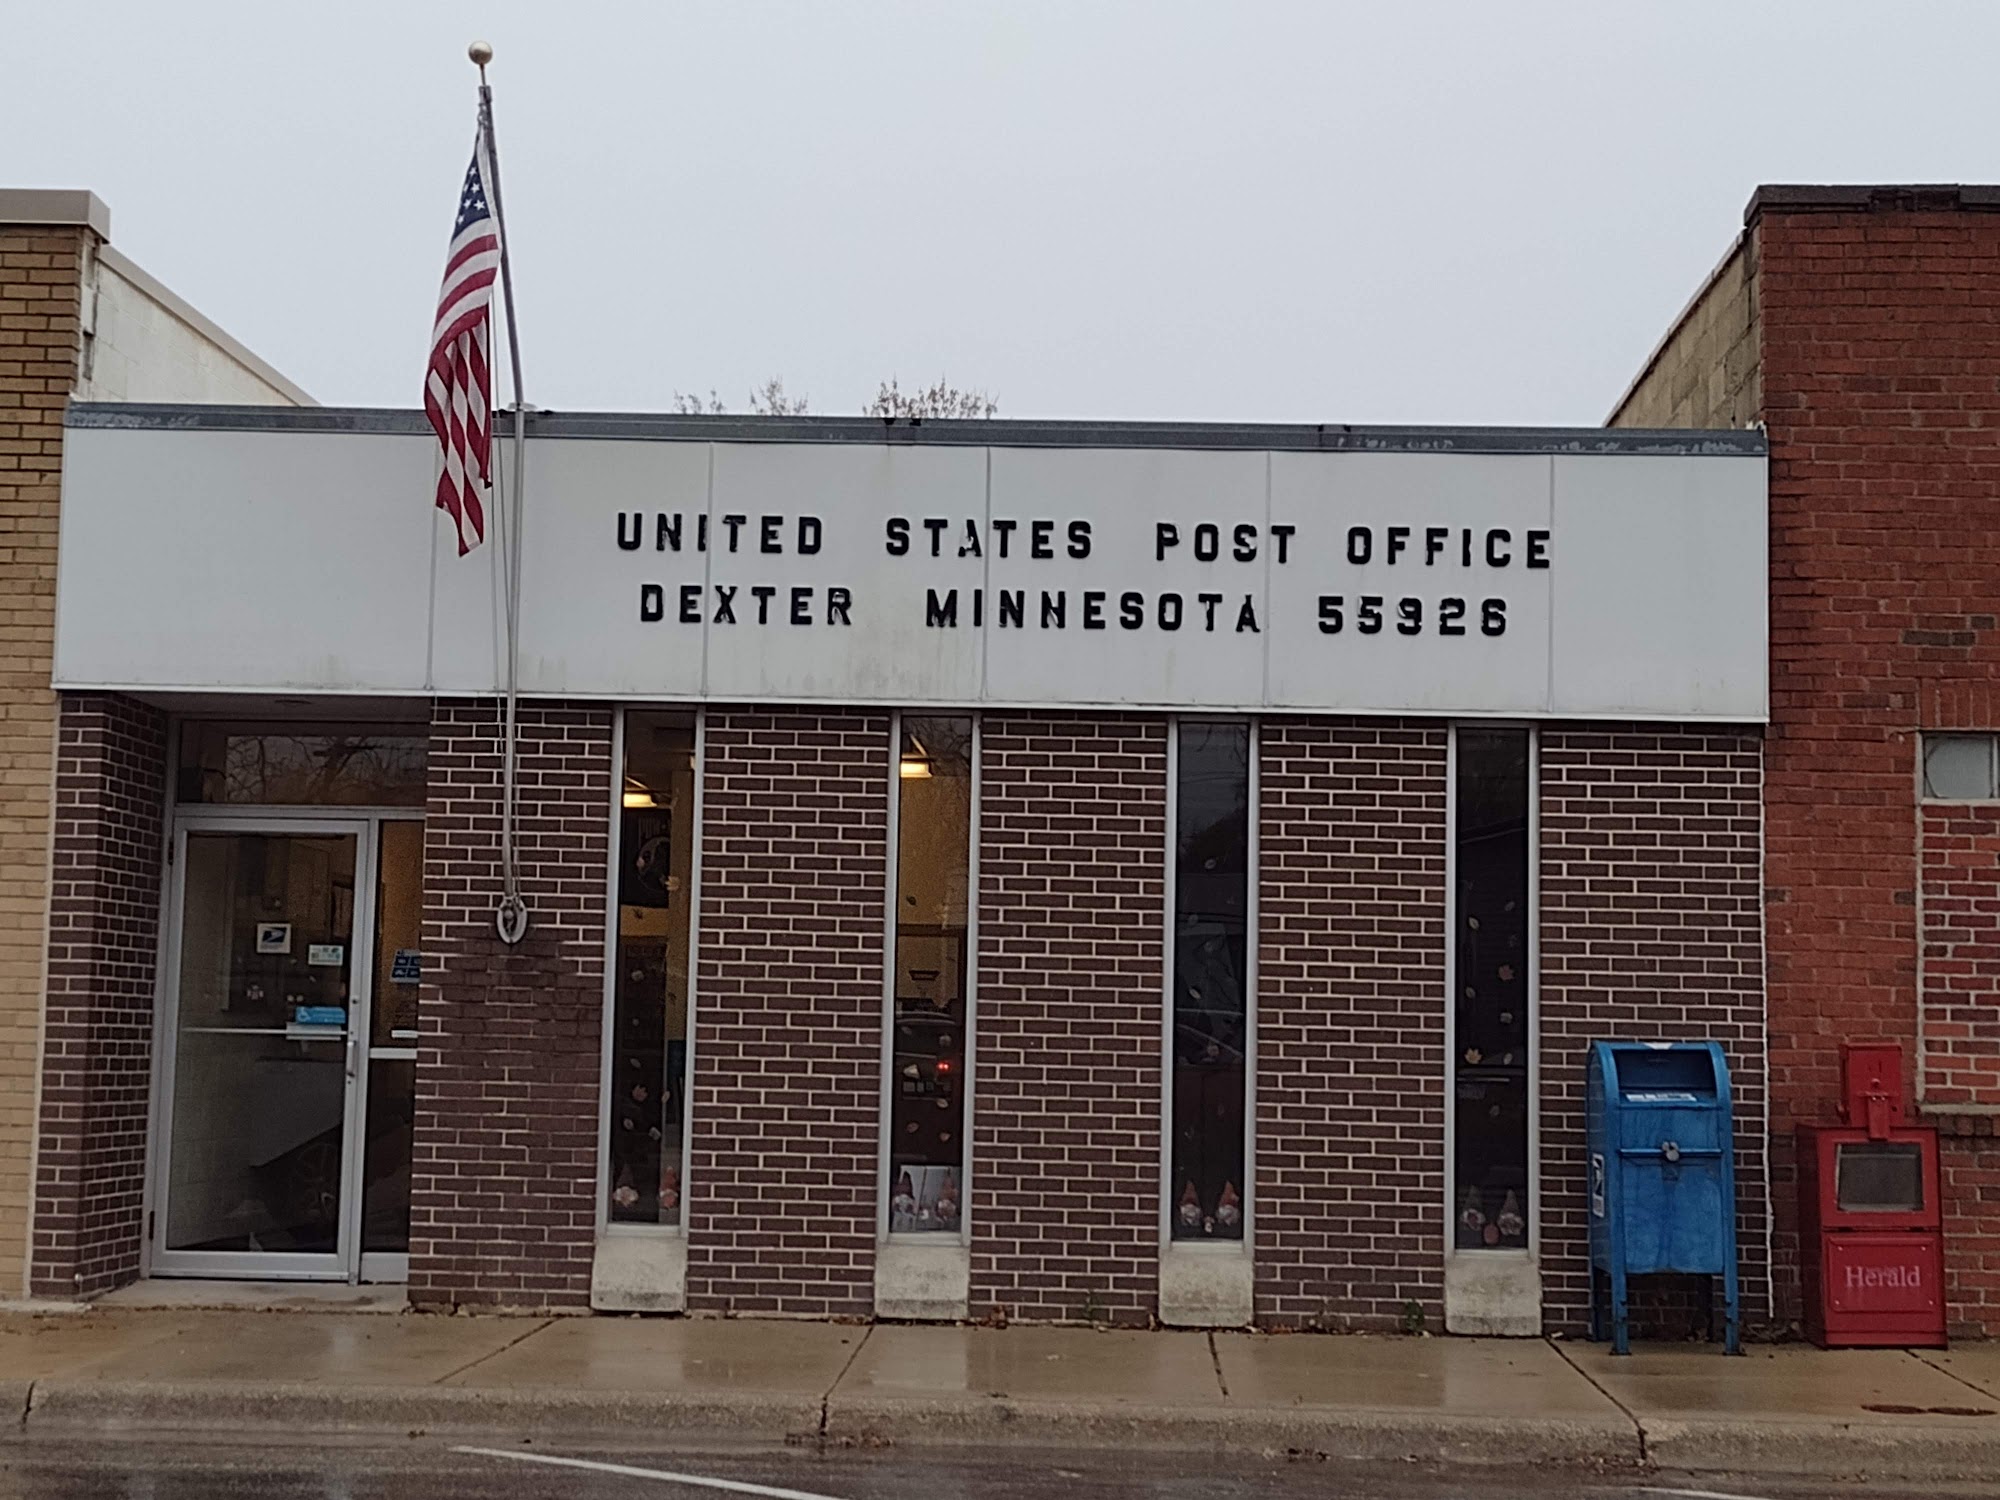 UNITED STATES POST OFFICE
DEXTER MINNESOTA 55926
Herald